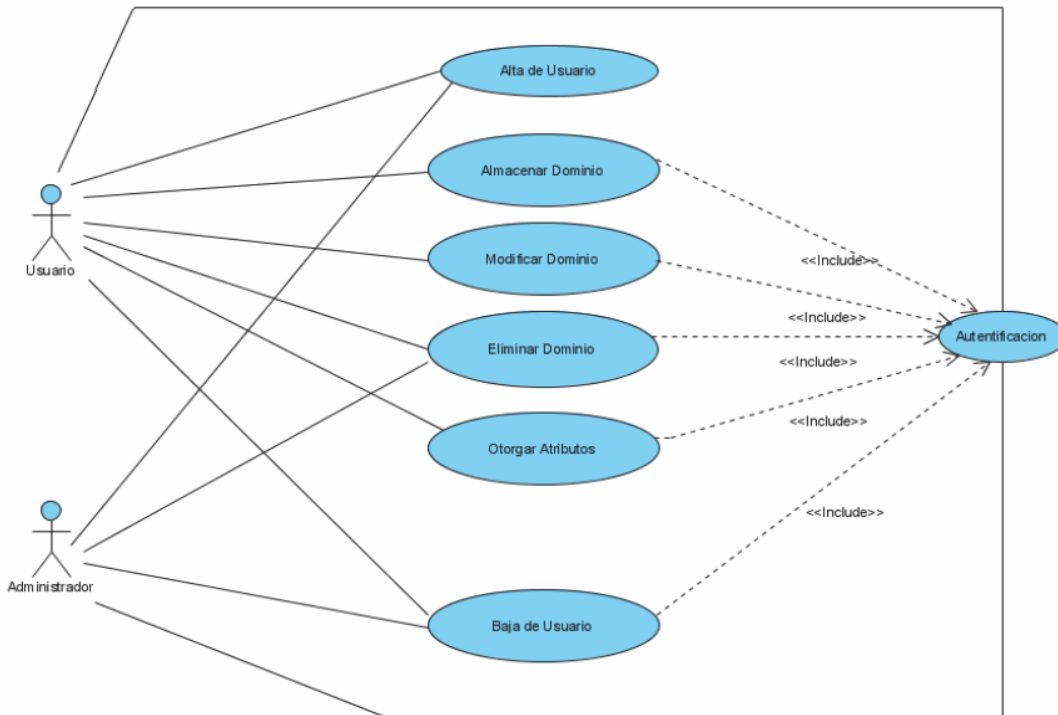 Alta de Usuario
Almacenar Dominio
Usuario
Modificar Dominio
<<Include>>
<<Include>>
Autentificacion
Eliminar Dominio
<<Include>>
Otorgar Atributos
<<Include>>
<<Include>>
Administrador
Baja de Usuario